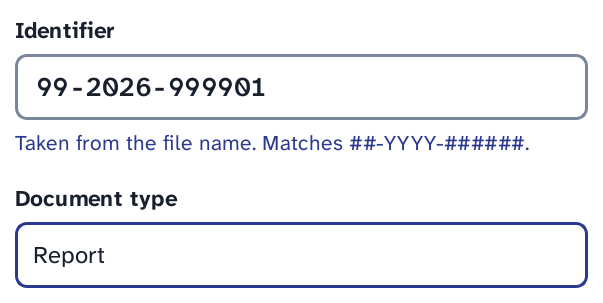 Identifier
99-2026-999901
Taken from the file name. Matches ##-YYYY-######.
Document type
Report